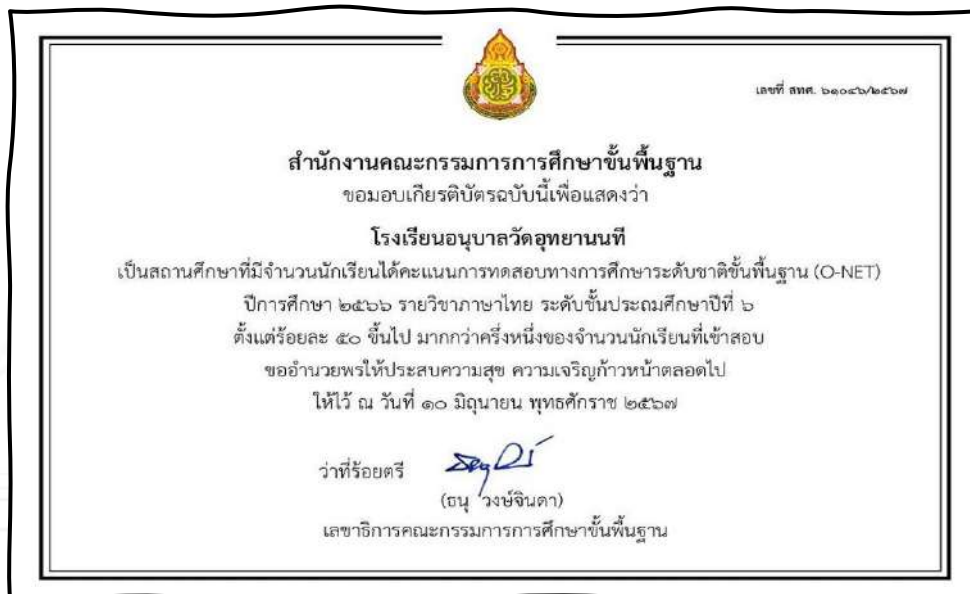 เลขที่ สทศ. ๖๑๐๔๖/๒๕๖๗
สำนักงานคณะกรรมการการศึกษาขั้นพื้นฐาน
ขอมอบเกียรติบัตรฉบับนี้เพื่อแสดงว่า
โรงเรียนอนุบาลวัดอุทยานนที
เป็นสถานศึกษาที่มีจำนวนนักเรียนได้คะแนนการทดสอบทางการศึกษาระดับชาติขั้นพื้นฐาน (O-NET)
ปีการศึกษา ๒๕๖๖ รายวิชาภาษาไทย ระดับชั้นประถมศึกษาปีที่ ๖
ตั้งแต่ร้อยละ ๕๐ ขึ้นไป มากกว่าครึ่งหนึ่งของจำนวนนักเรียนที่เข้าสอบ
ขออำนวยพรให้ประสบความสุข ความเจริญก้าวหน้าตลอดไป
ให้ไว้ ณ วันที่ ๑๐ มิถุนายน พุทธศักราช ๒๕๖๗
ว่าที่ร้อยตรี
(ธนุ วงษ์จินดา)
เลขาธิการคณะกรรมการการศึกษาขั้นพื้นฐาน